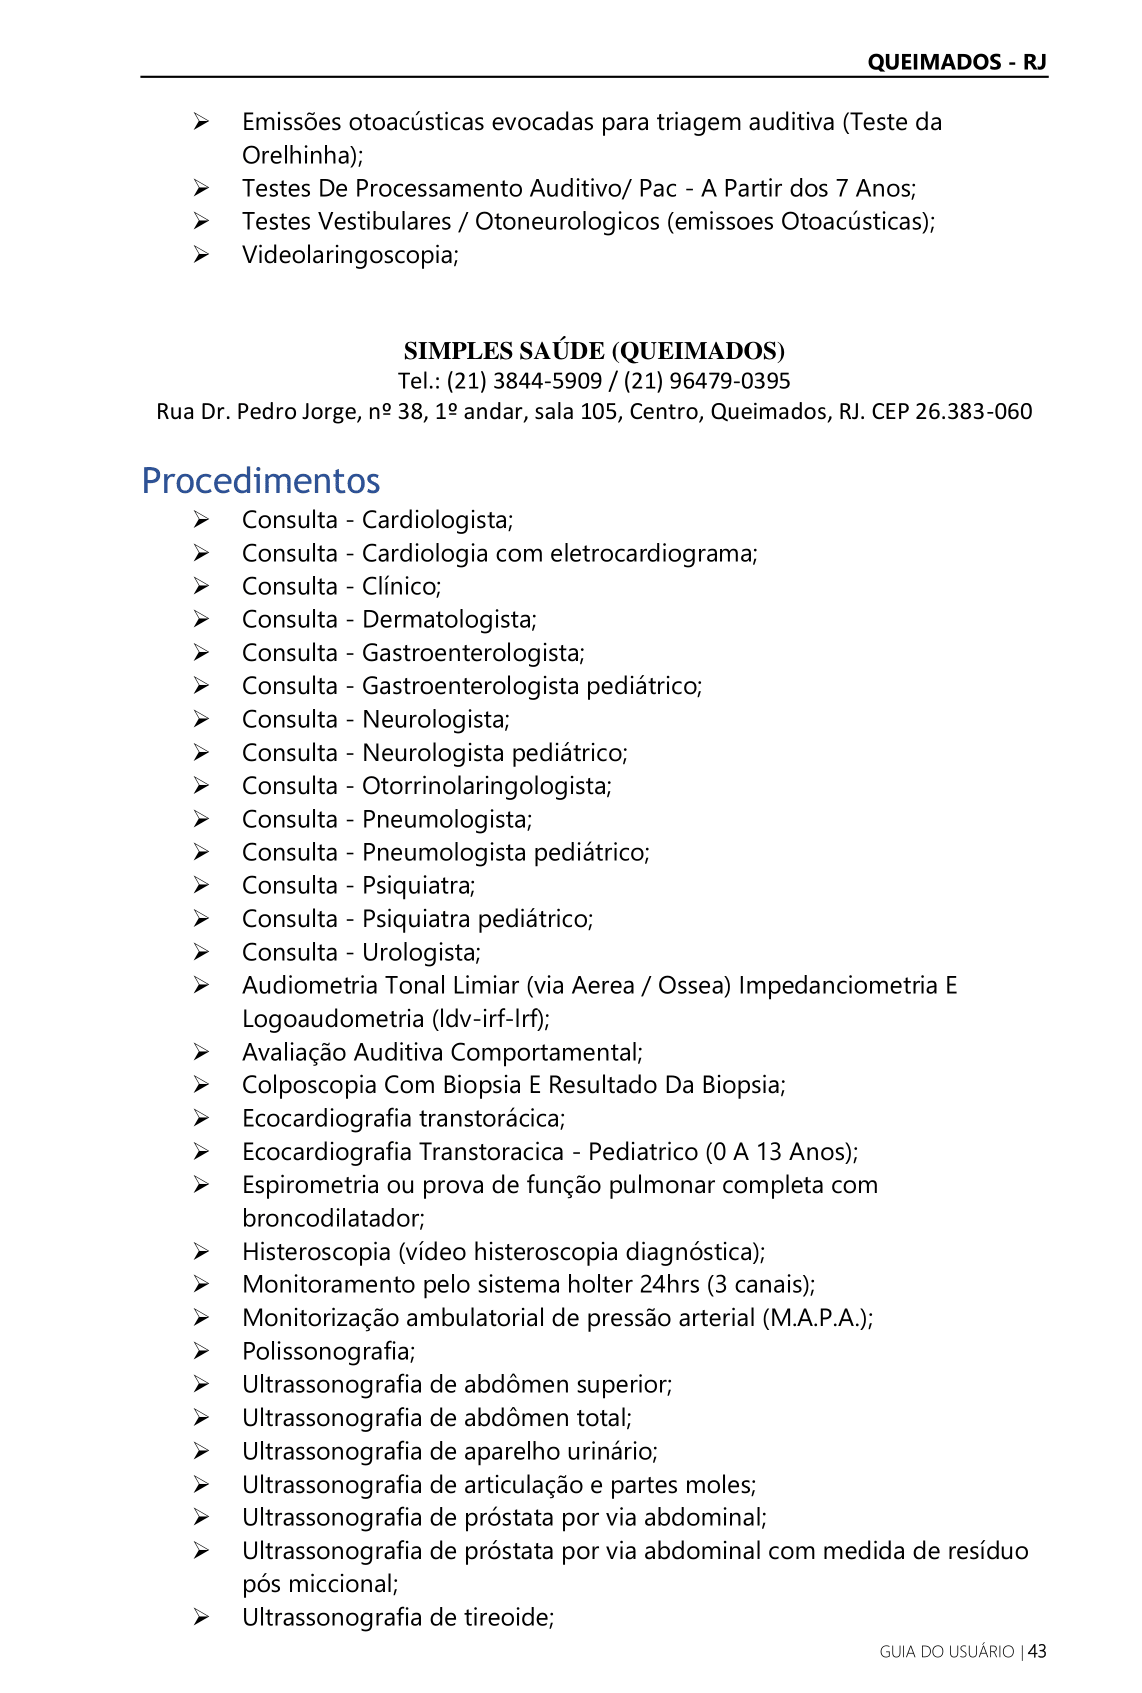 QUEIMADOS - RJ
➢ Emissões otoacústicas evocadas para triagem auditiva (Teste da
Orelhinha);
➢ Testes De Processamento Auditivo/ Pac - A Partir dos 7 Anos;
➢ Testes Vestibulares / Otoneurologicos (emissoes Otoacústicas);
➢ Videolaringoscopia;
SIMPLES SAÚDE (QUEIMADOS)
Tel.: (21) 3844-5909 / (21) 96479-0395
Rua Dr. Pedro Jorge, nº 38, 1º andar, sala 105, Centro, Queimados, RJ. CEP 26.383-060
Procedimentos
➢ Consulta - Cardiologista;
➢ Consulta - Cardiologia com eletrocardiograma;
➢ Consulta - Clínico;
➢ Consulta - Dermatologista;
➢ Consulta - Gastroenterologista;
➢ Consulta - Gastroenterologista pediátrico;
➢ Consulta - Neurologista;
➢ Consulta - Neurologista pediátrico;
➢ Consulta - Otorrinolaringologista;
➢ Consulta - Pneumologista;
➢ Consulta - Pneumologista pediátrico;
➢ Consulta - Psiquiatra;
➢ Consulta - Psiquiatra pediátrico;
➢ Consulta - Urologista;
➢ Audiometria Tonal Limiar (via Aerea / Ossea) Impedanciometria E
Logoaudometria (ldv-irf-lrf);
➢ Avaliação Auditiva Comportamental;
➢ Colposcopia Com Biopsia E Resultado Da Biopsia;
➢ Ecocardiografia transtorácica;
➢ Ecocardiografia Transtoracica - Pediatrico (0 A 13 Anos);
➢ Espirometria ou prova de função pulmonar completa com
broncodilatador;
➢ Histeroscopia (vídeo histeroscopia diagnóstica);
➢ Monitoramento pelo sistema holter 24hrs (3 canais);
➢ Monitorização ambulatorial de pressão arterial (M.A.P.A.);
➢ Polissonografia;
➢ Ultrassonografia de abdômen superior;
➢ Ultrassonografia de abdômen total;
➢ Ultrassonografia de aparelho urinário;
➢ Ultrassonografia de articulação e partes moles;
➢ Ultrassonografia de próstata por via abdominal;
➢ Ultrassonografia de próstata por via abdominal com medida de resíduo
pós miccional;
➢ Ultrassonografia de tireoide;
GUIA DO USUÁRIO | 43